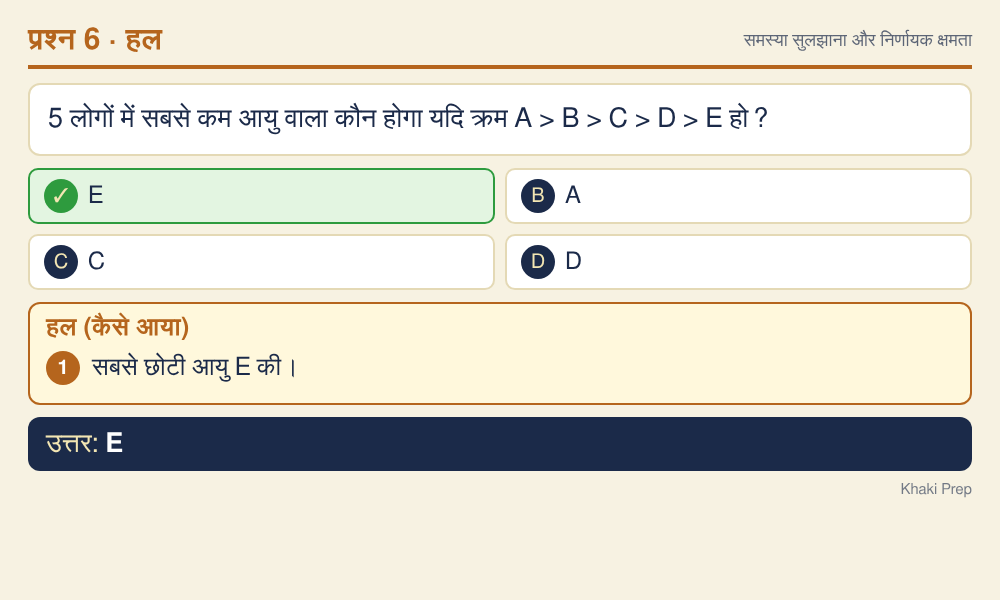 प्रश्न 6 · हल
समस्या सुलझाना और निर्णायक क्षमता
5 लोगों में सबसे कम आयु वाला कौन होगा यदि क्रम A > B > C > D > E हो ?
✓ E
B A
C C
D D
हल (कैसे आया)
1 सबसे छोटी आयु E की।
उत्तर: E
Khaki Prep